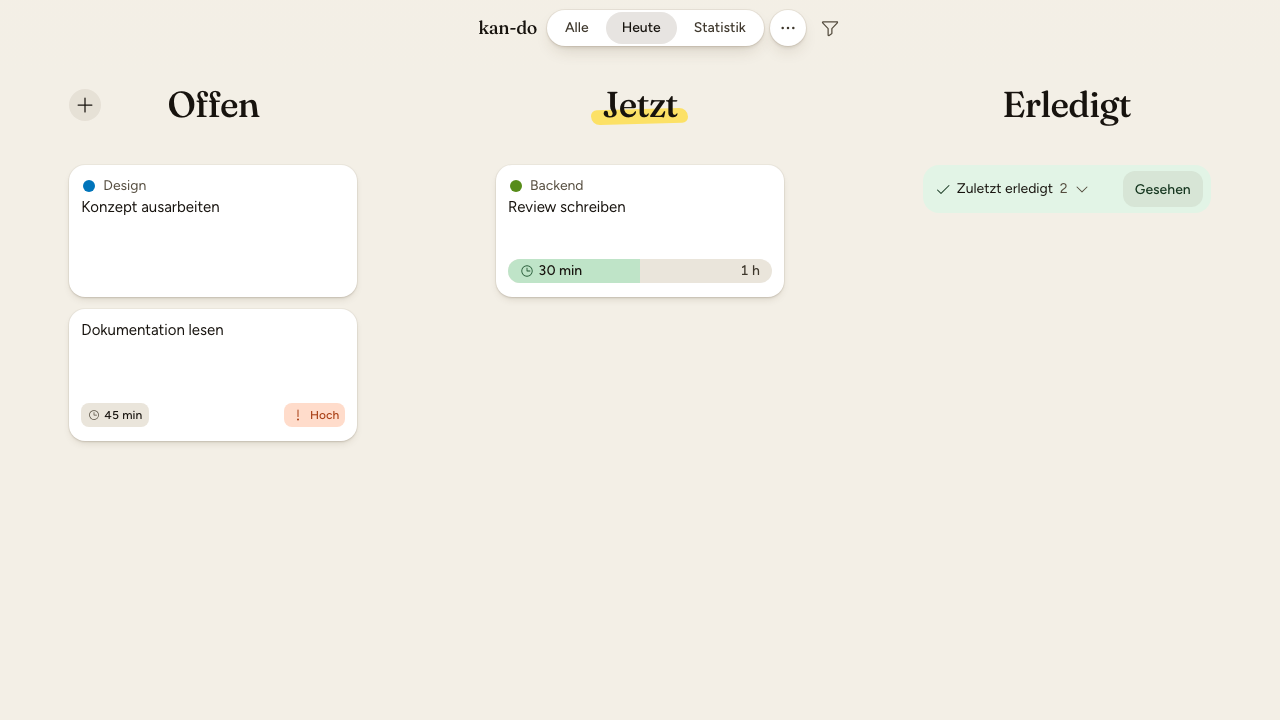 kan-do
Alle
Heute
Statistik
Offen
Jetzt
Erledigt
Design
Konzept ausarbeiten
Dokumentation lesen
45 min
Hoch
Backend
Review schreiben
30 min
1 h
Zuletzt erledigt 2
Gesehen